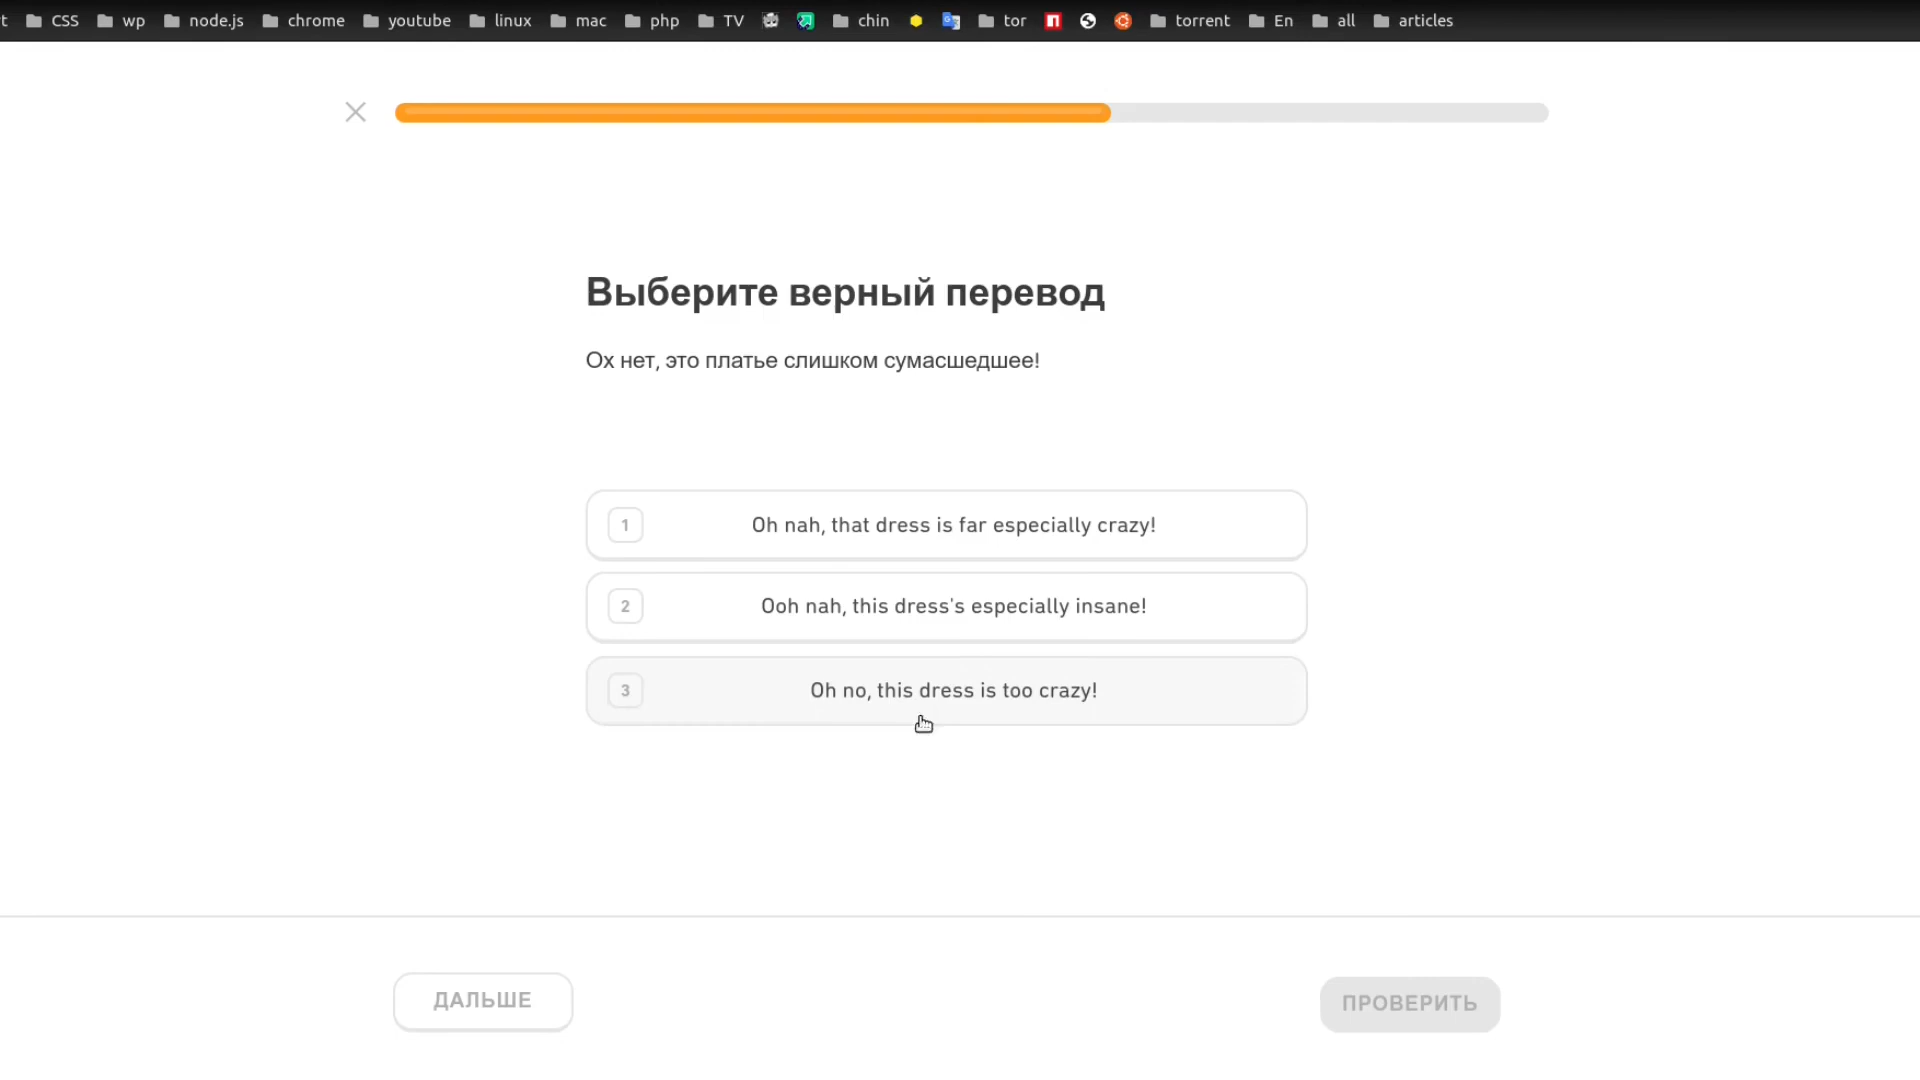 t CSS wp node.js chrome youtube linux mac php TV chin tor torrent En all articles
Выберите верный перевод
Ох нет, это платье слишком сумасшедшее!
1 Oh nah, that dress is far especially crazy!
2 Ooh nah, this dress's especially insane!
3 Oh no, this dress is too crazy!
ДАЛЬШЕ ПРОВЕРИТЬ